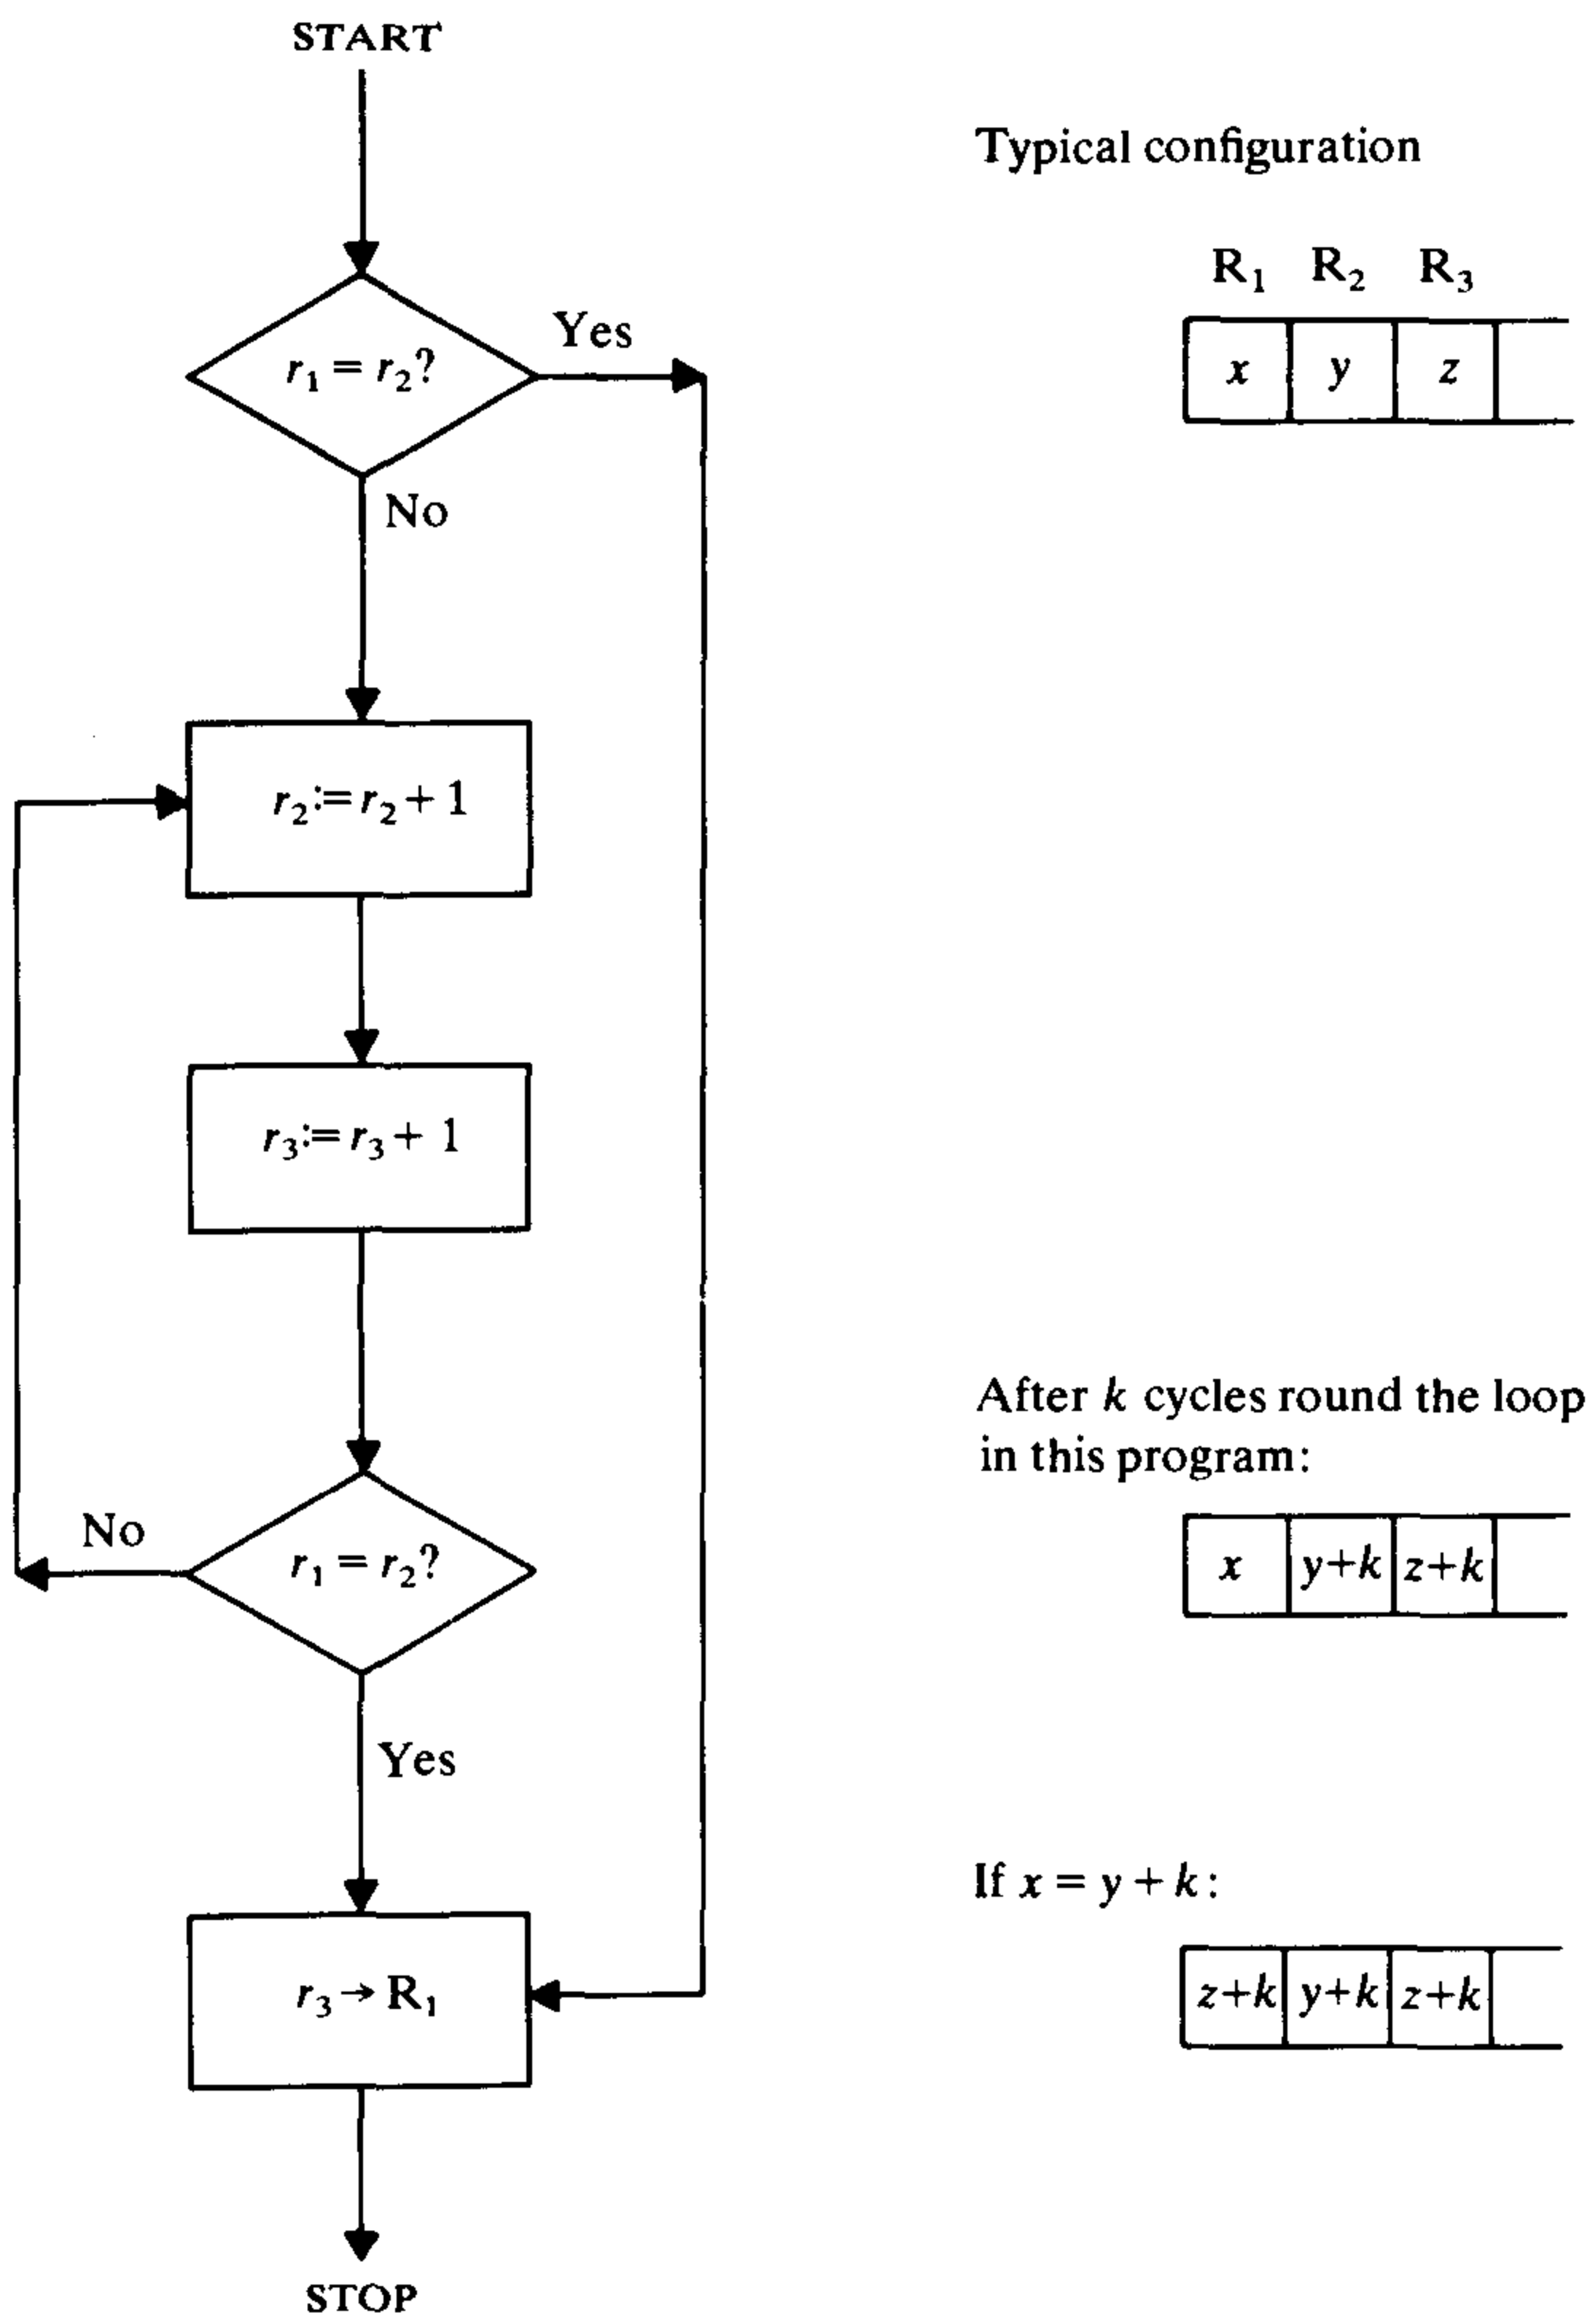 START
Typical configuration
R₁ R₂ R₃
x y z
r₁ = r₂?
Yes
No
r₂:=r₂+ 1
r₃:=r₃+ 1
After k cycles round the loop
in this program:
x y+k z+k
No
r₁ = r₂?
Yes
If x = y + k:
z+k y+k z+k
r₃→R₁
STOP